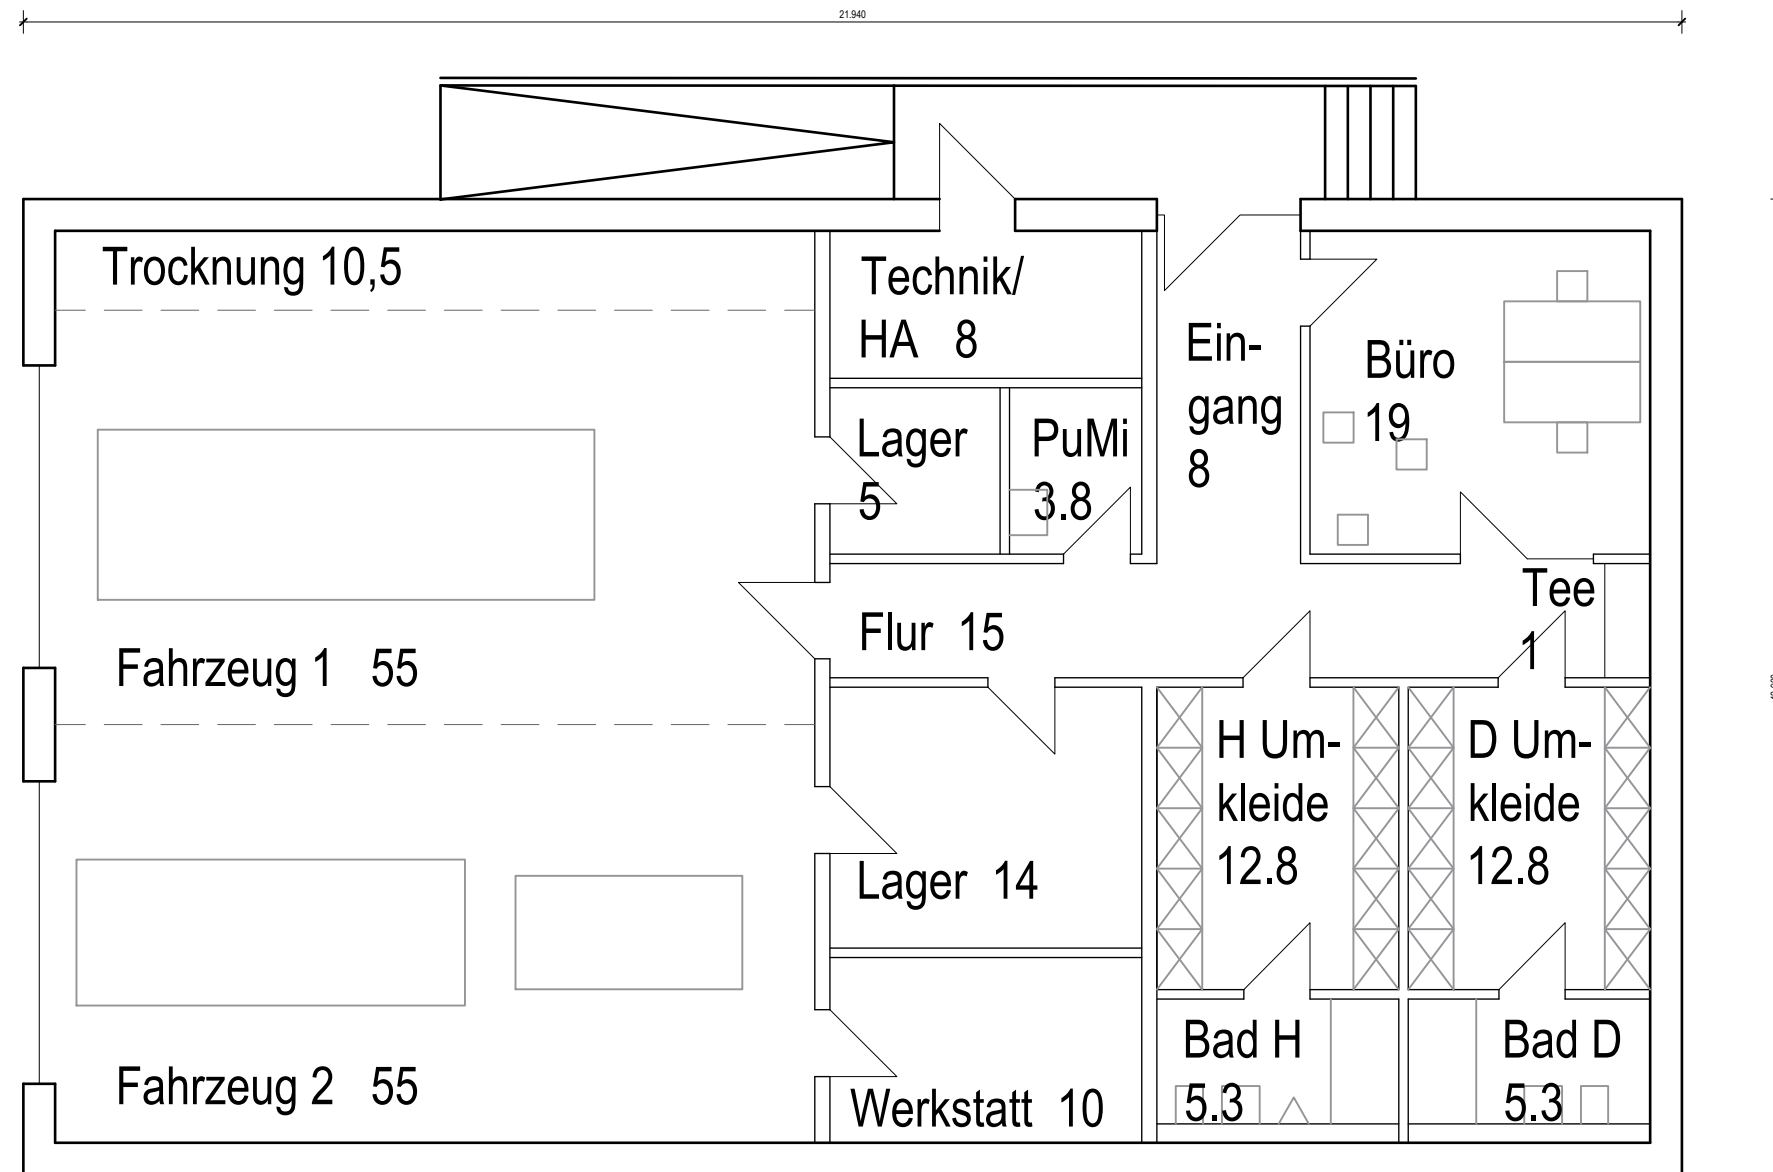 21.940
Trocknung 10,5
Technik/
HA 8
Ein-
gang
8
Büro
19
Lager
5
PuMi
3.8
Tee
1
Flur 15
Fahrzeug 1 55
H Um-
kleide
12.8
D Um-
kleide
12.8
Lager 14
Bad H
5.3
Bad D
5.3
Fahrzeug 2 55
Werkstatt 10